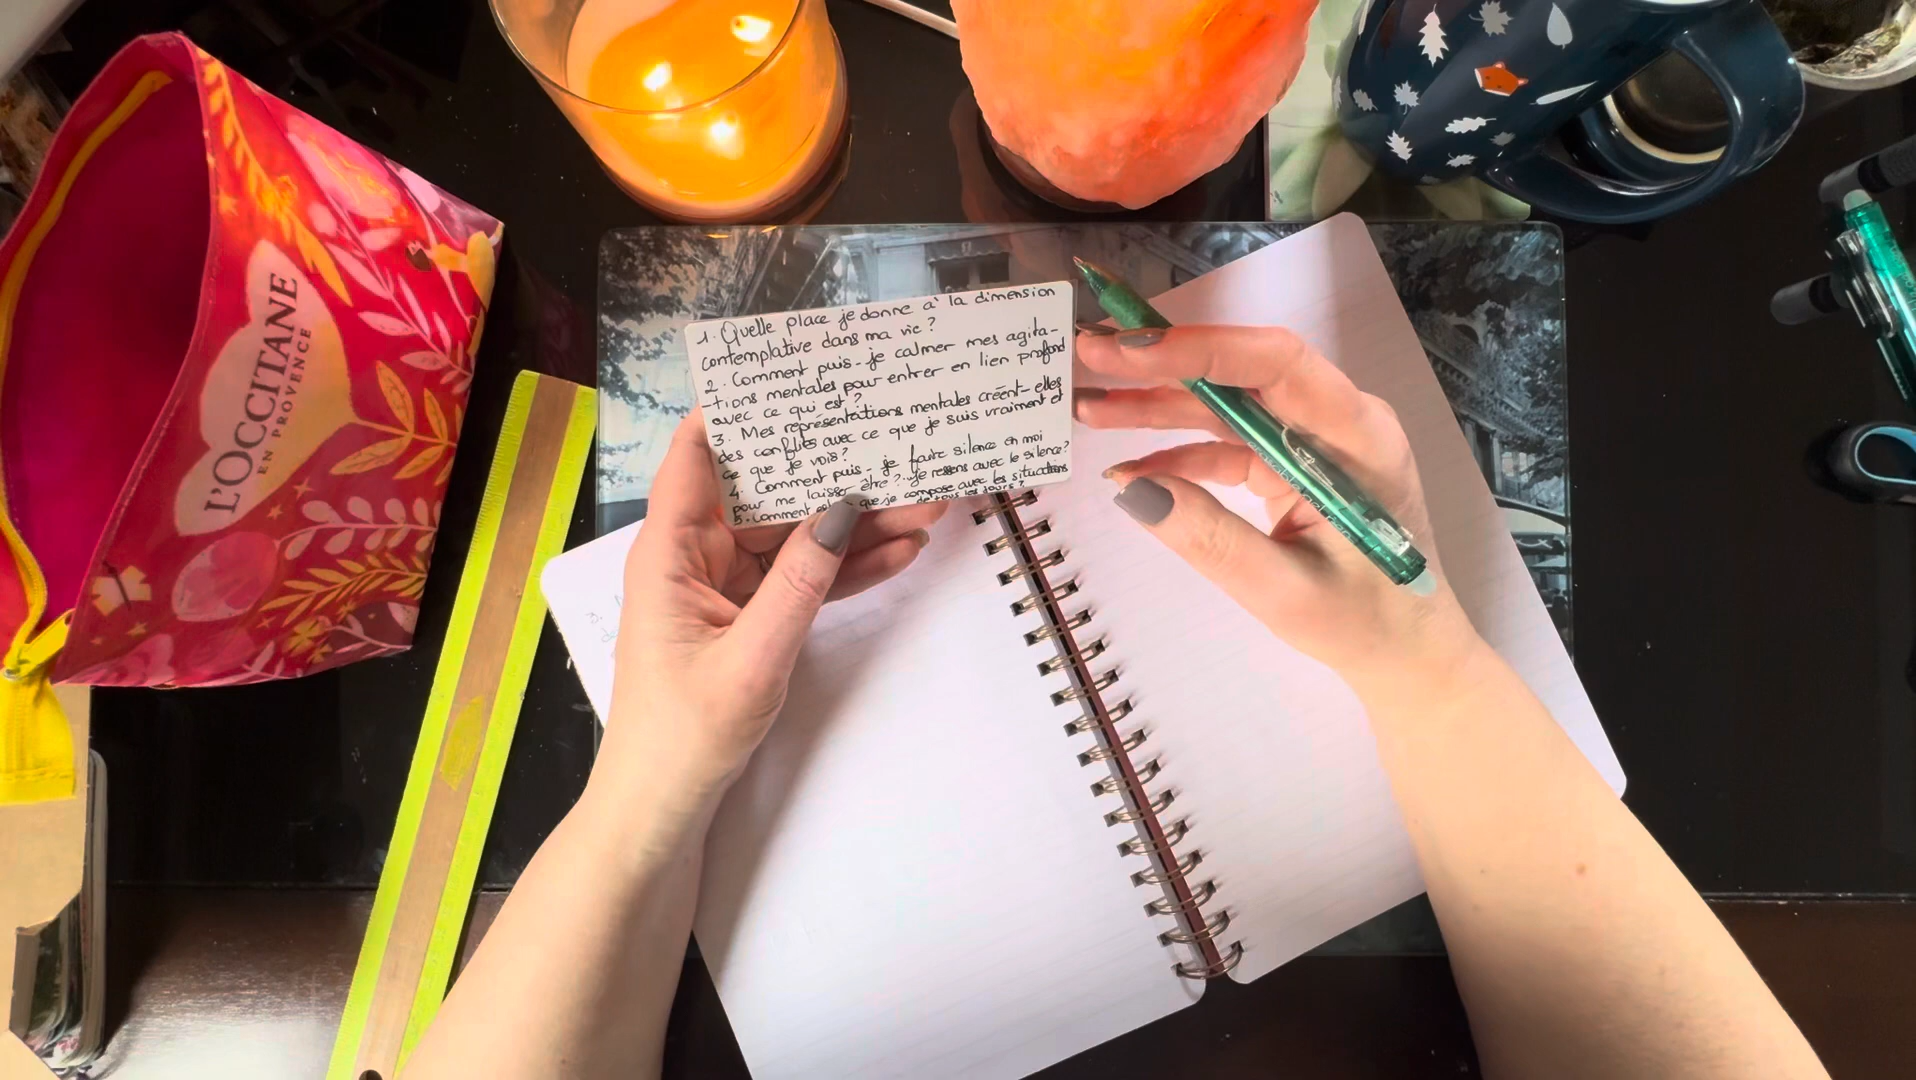 L'OCCITANE
EN PROVENCE
1. Quelle place je donne à la dimension
contemplative dans ma vie ?
2. Comment puis-je calmer mes agita-
-tions mentales pour entrer en lien profond
avec ce qui est ?
3. Mes représentations mentales créent-elles
des conflits avec ce que je suis vraiment et
ce que je vois ?
4. Comment puis-je faire silence en moi
pour me laisser être ? Je ressens avec le silence ?
5. Comment est que je compose avec les situations
de tous les jours ?
3.